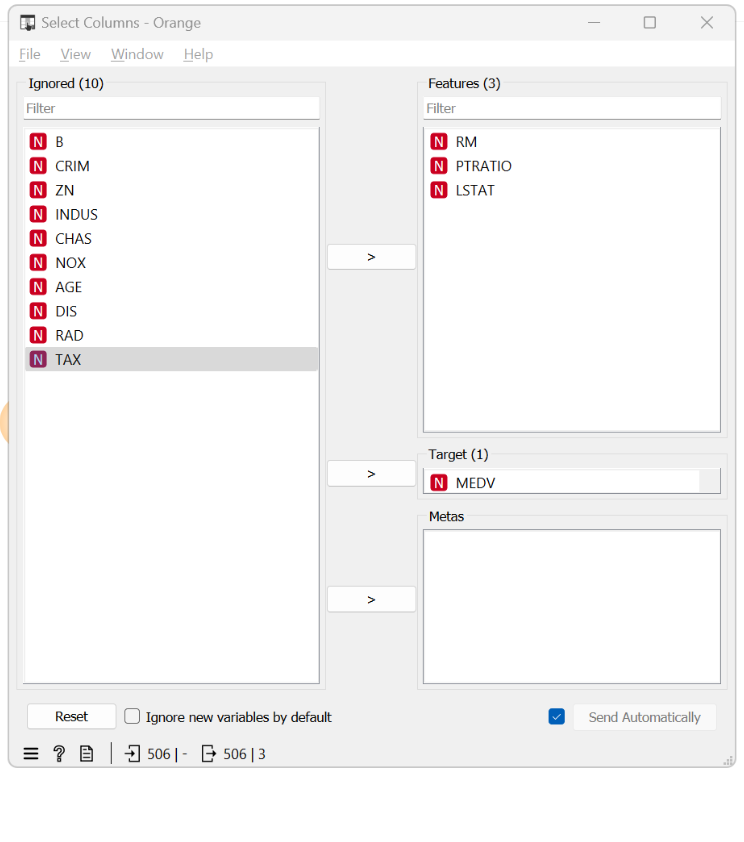 Select Columns - Orange
File View Window Help
Ignored (10)
Filter
N B
N CRIM
N ZN
N INDUS
N CHAS
N NOX
N AGE
N DIS
N RAD
N TAX
>
>
>
Features (3)
Filter
N RM
N PTRATIO
N LSTAT
Target (1)
N MEDV
Metas
Reset
Ignore new variables by default
Send Automatically
? 506 | - 506 | 3